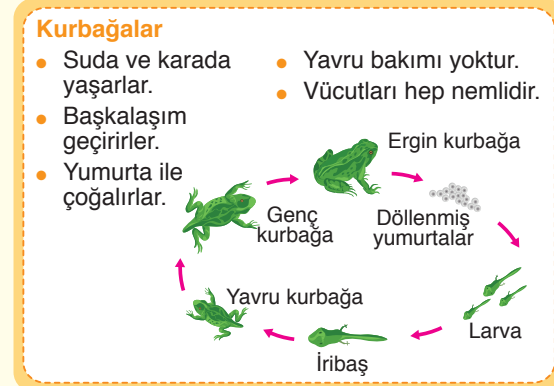 Kurbağalar
• Suda ve karada
yaşarlar.
• Başkalaşım
geçirirler.
• Yumurta ile
çoğalırlar.
• Yavru bakımı yoktur.
• Vücutları hep nemlidir.
Ergin kurbağa
Döllenmiş
yumurtalar
Larva
İribaş
Yavru kurbağa
Genç
kurbağa